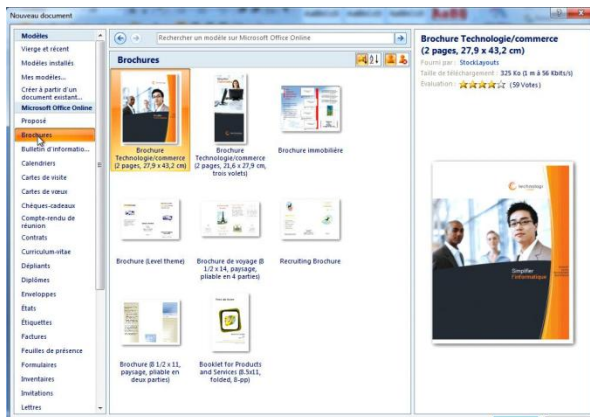 Nouveau document
Modèles
Vierge et récent
Modèles installés
Mes modèles...
Créer à partir d'un
document existant...
Microsoft Office Online
Proposé
Brochures
Bulletin d'informatio...
Calendriers
Cartes de visite
Cartes de vœux
Chèques-cadeaux
Compte-rendu de
réunion
Contrats
Curriculum-vitae
Dépliants
Diplômes
Enveloppes
États
Étiquettes
Factures
Feuilles de présence
Formulaires
Inventaires
Invitations
Lettres
Rechercher un modèle sur Microsoft Office Online
Brochures
Brochure
Technologie/commerce
(2 pages, 27,9 x 43,2 cm)
Brochure
Technologie/commerce
(2 pages, 21,6 x 27,9 cm,
trois volets)
Brochure immobilière
Brochure (Level theme)
Brochure de voyage (8
1/2 x 14, paysage,
pliable en 4 parties)
Recruiting Brochure
Brochure (8 1/2 x 11,
paysage, pliable en
deux parties)
Booklet for Products
and Services (8.5x11,
folded, 8-pp)
Brochure Technologie/commerce
(2 pages, 27,9 x 43,2 cm)
Fourni par : StockLayouts
Taille de téléchargement : 325 Ko (1 m à 56 Kbits/s)
Évaluation : (59 Votes)
technologi
Simplifier
l'informatique